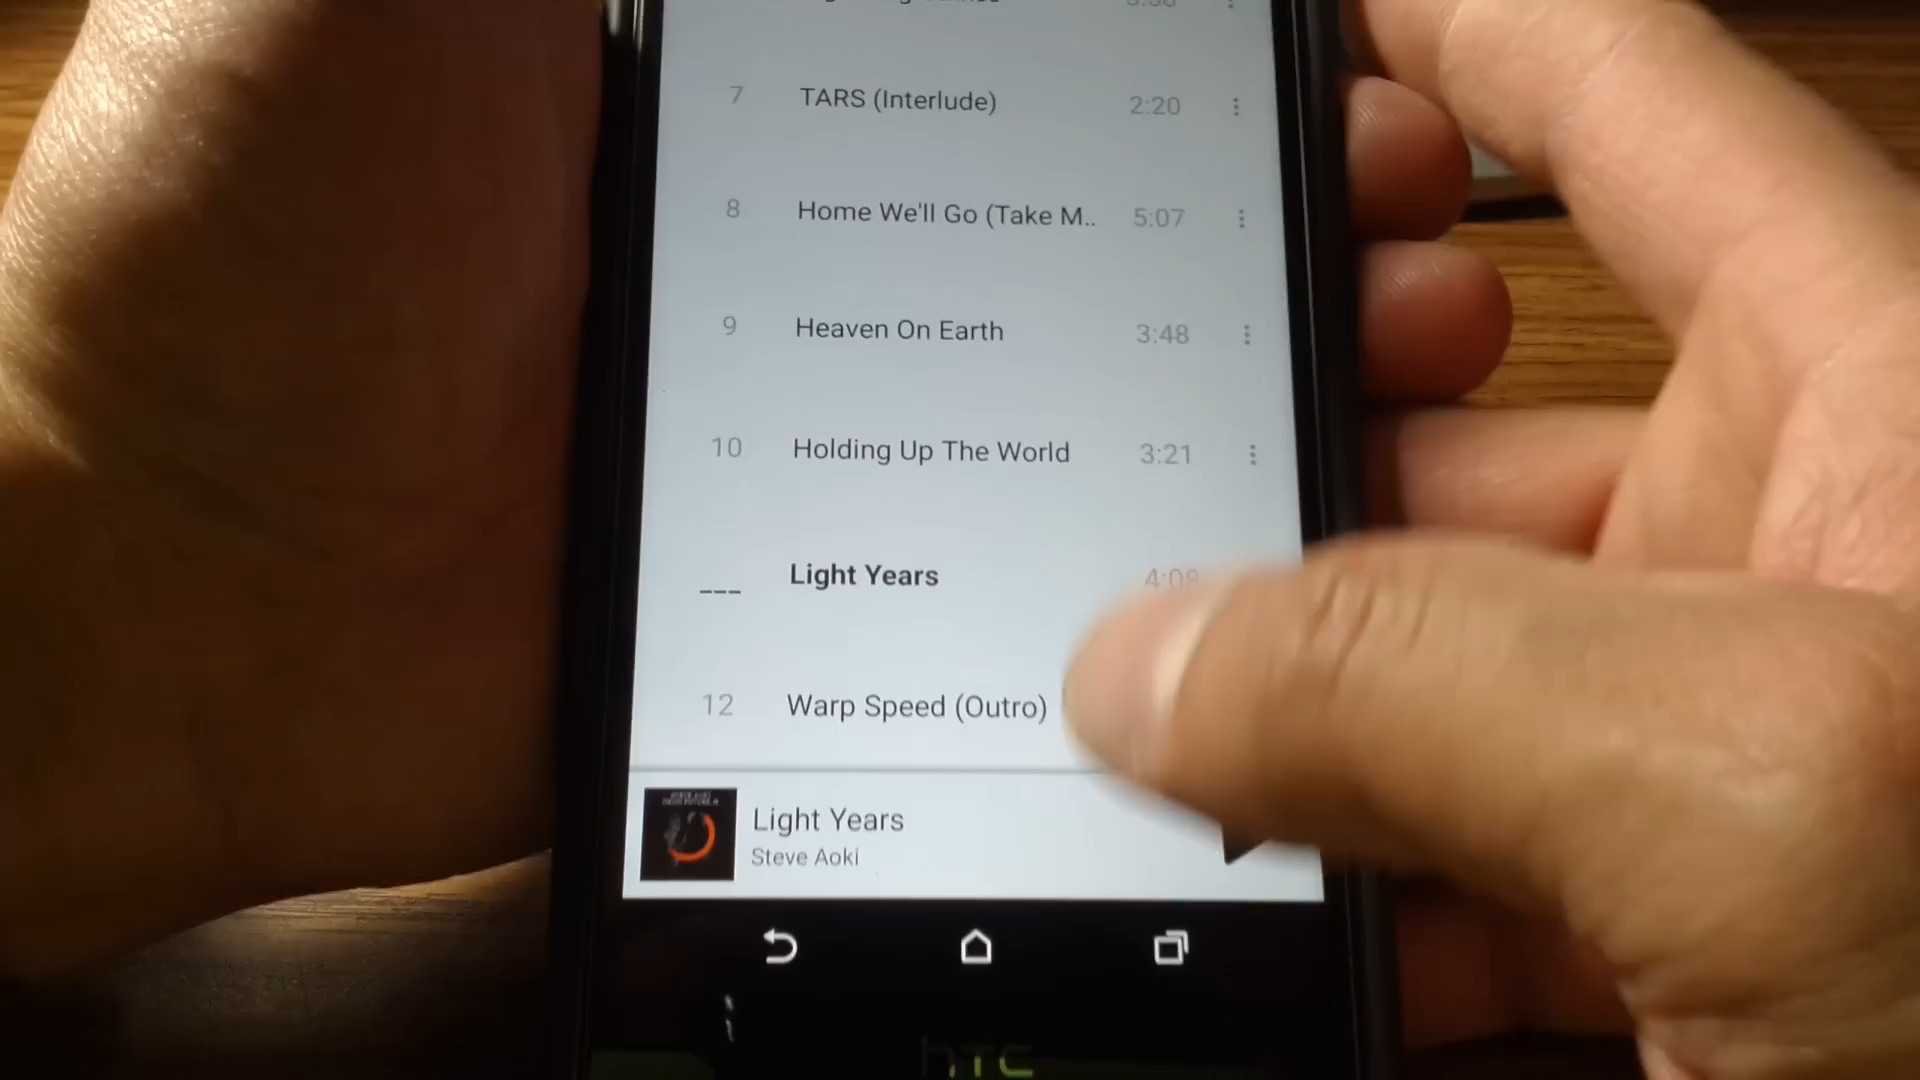 7 TARS (Interlude) 2:20
8 Home We'll Go (Take M.. 5:07
9 Heaven On Earth 3:48
10 Holding Up The World 3:21
Light Years 4:08
12 Warp Speed (Outro)
Light Years
Steve Aoki
hTC